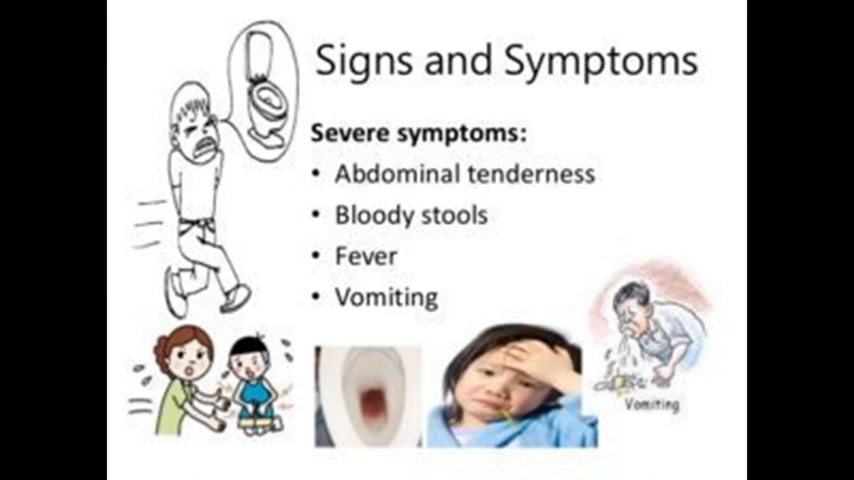 Signs and Symptoms
Severe symptoms:
• Abdominal tenderness
• Bloody stools
• Fever
• Vomiting
Vomiting